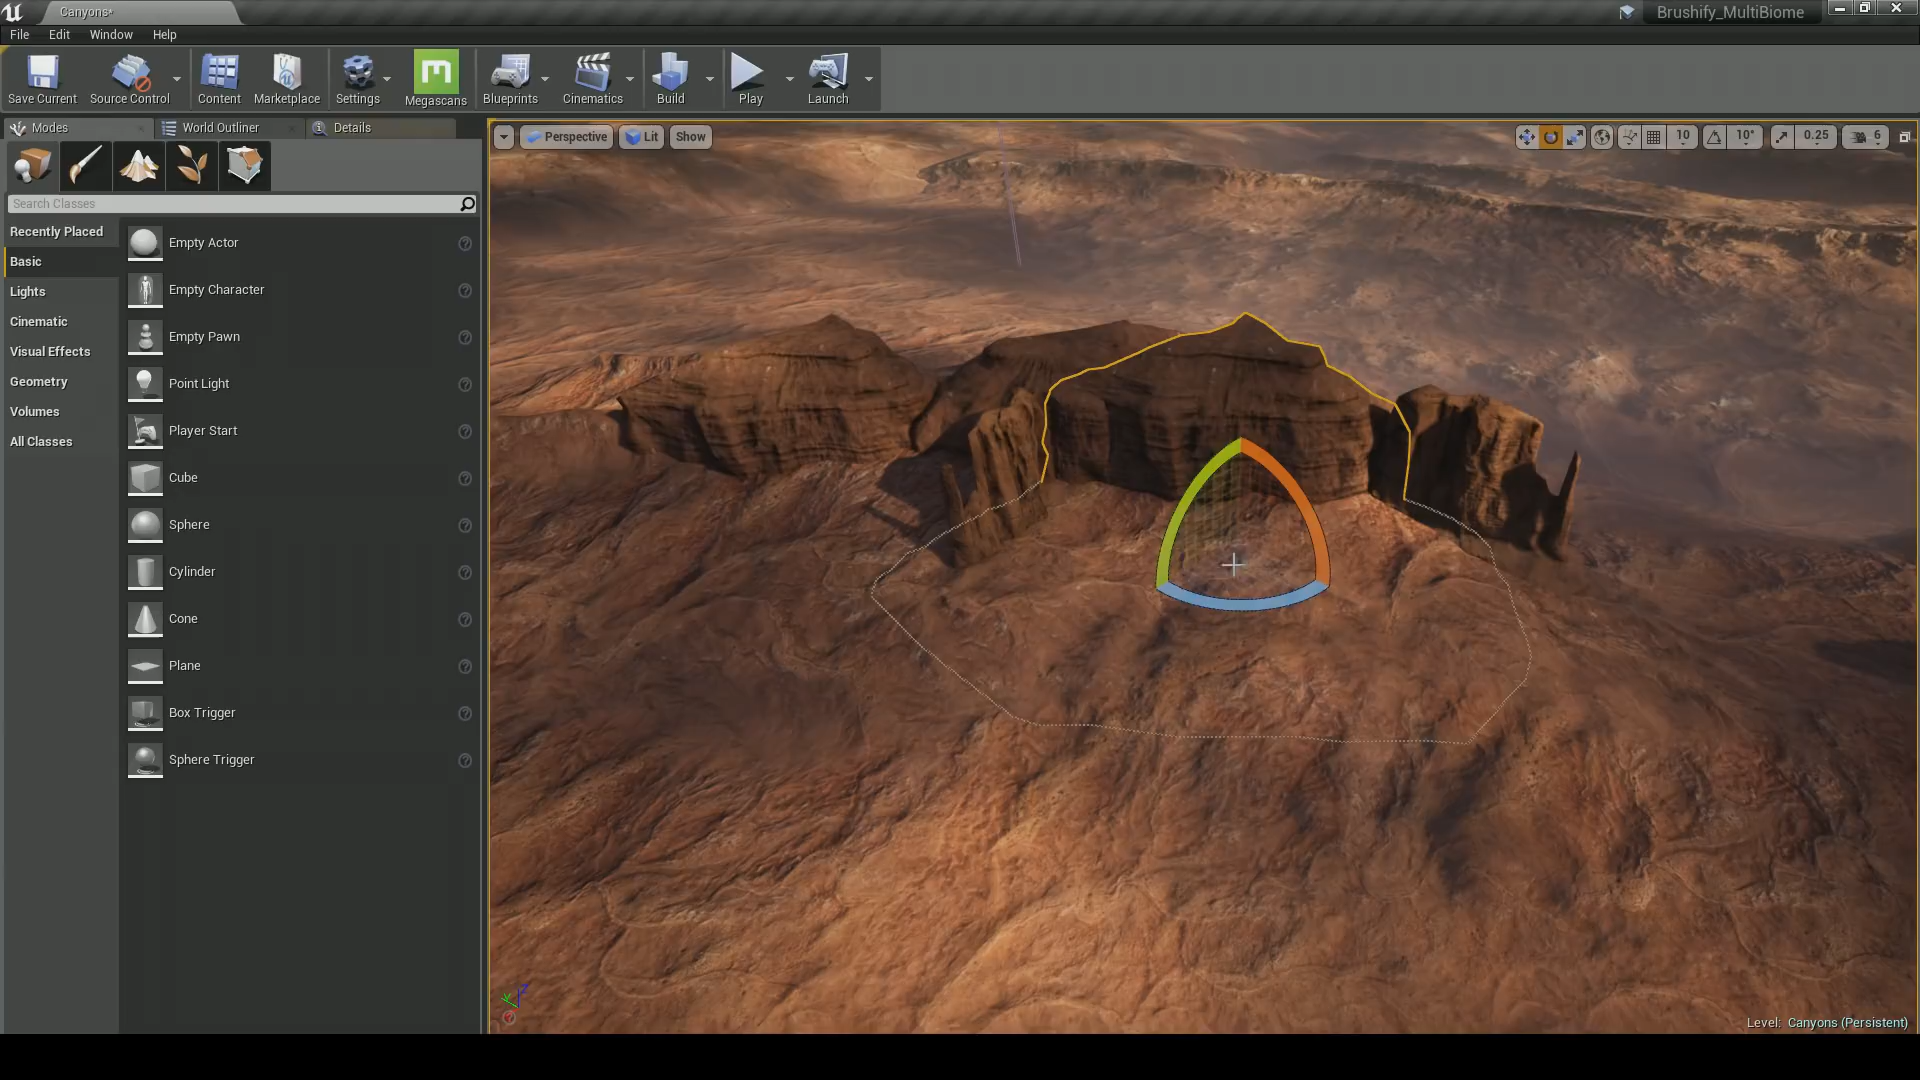 Canyons*
Brushify_MultiBiome
File Edit Window Help
Save Current Source Control Content Marketplace Settings Megascans Blueprints Cinematics Build Play Launch
Modes World Outliner Details
Perspective Lit Show
10 10° 0.25 6
Search Classes
Recently Placed
Basic
Lights
Cinematic
Visual Effects
Geometry
Volumes
All Classes
Empty Actor
Empty Character
Empty Pawn
Point Light
Player Start
Cube
Sphere
Cylinder
Cone
Plane
Box Trigger
Sphere Trigger
Z
Y
Level: Canyons (Persistent)